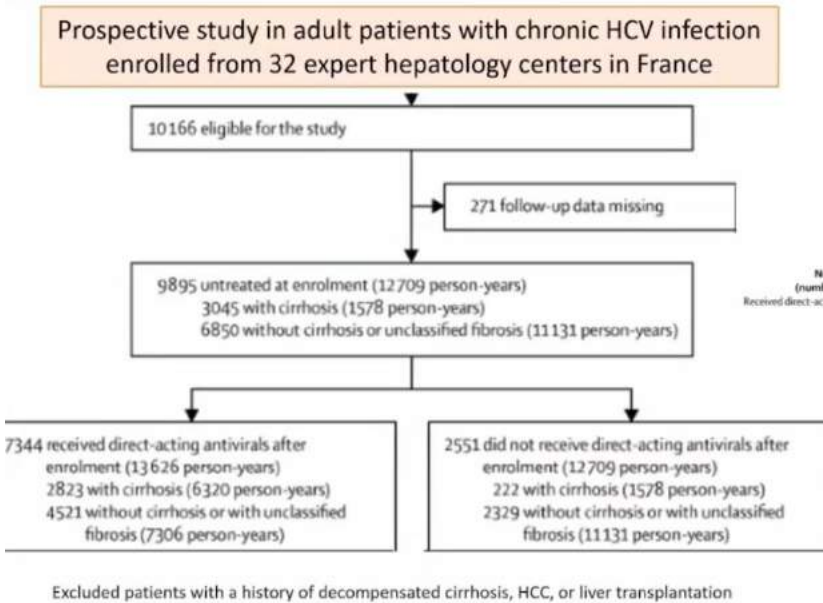 Prospective study in adult patients with chronic HCV infection
enrolled from 32 expert hepatology centers in France
10166 eligible for the study
271 follow-up data missing
9895 untreated at enrolment (12709 person-years)
3045 with cirrhosis (1578 person-years)
6850 without cirrhosis or unclassified fibrosis (11131 person-years)
Received direct-ac
7344 received direct-acting antivirals after
enrolment (13626 person-years)
2823 with cirrhosis (6320 person-years)
4521 without cirrhosis or with unclassified
fibrosis (7306 person-years)
2551 did not receive direct-acting antivirals after
enrolment (12709 person-years)
222 with cirrhosis (1578 person-years)
2329 without cirrhosis or with unclassified
fibrosis (11131 person-years)
Excluded patients with a history of decompensated cirrhosis, HCC, or liver transplantation